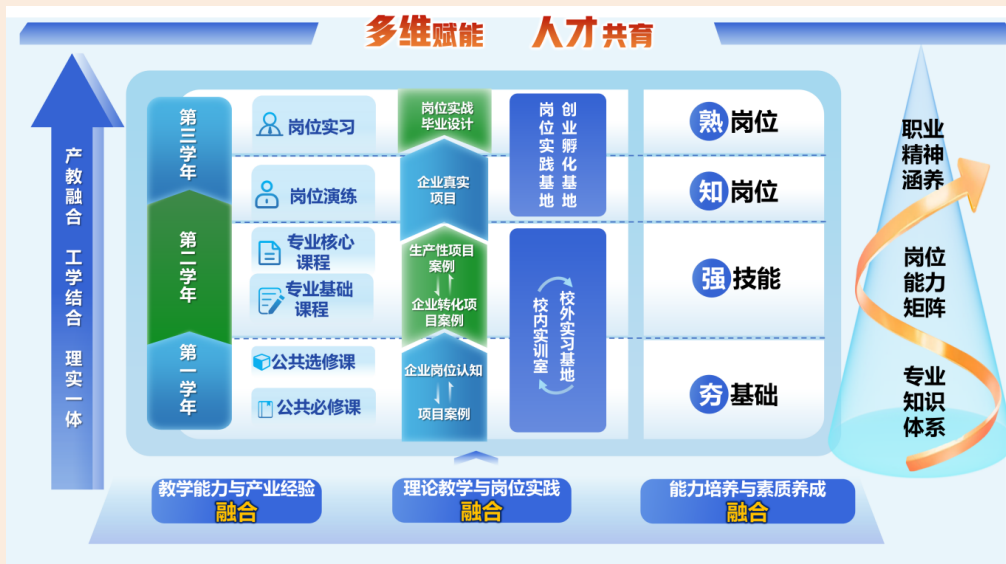 多维赋能 人才共育
产教融合 工学结合 理实一体
第三学年
第二学年
第一学年
岗位实习
岗位演练
专业核心
课程
专业基础
课程
公共选修课
公共必修课
岗位实战
毕业设计
企业真实
项目
生产性项目
案例
企业转化项
目案例
企业岗位认知
项目案例
岗位实践基地
创业孵化基地
校内实训室
校外实习基地
熟岗位
知岗位
强技能
夯基础
职业
精神
涵养
岗位
能力
矩阵
专业
知识
体系
教学能力与产业经验
融合
理论教学与岗位实践
融合
能力培养与素质养成
融合